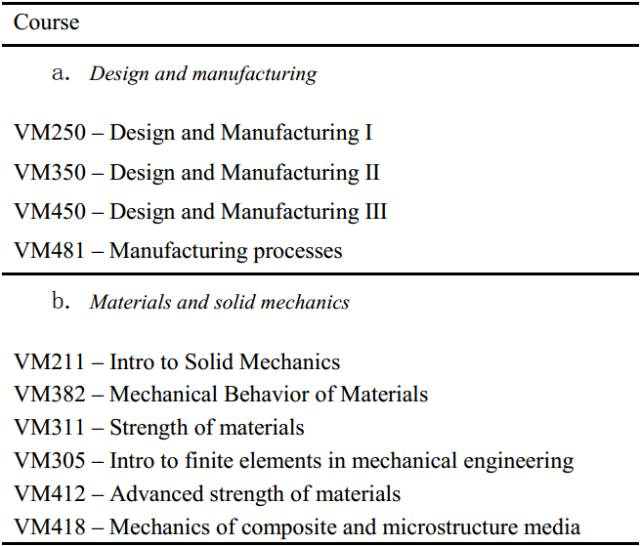 Course
a. Design and manufacturing
VM250 – Design and Manufacturing I
VM350 – Design and Manufacturing II
VM450 – Design and Manufacturing III
VM481 – Manufacturing processes
b. Materials and solid mechanics
VM211 – Intro to Solid Mechanics
VM382 – Mechanical Behavior of Materials
VM311 – Strength of materials
VM305 – Intro to finite elements in mechanical engineering
VM412 – Advanced strength of materials
VM418 – Mechanics of composite and microstructure media